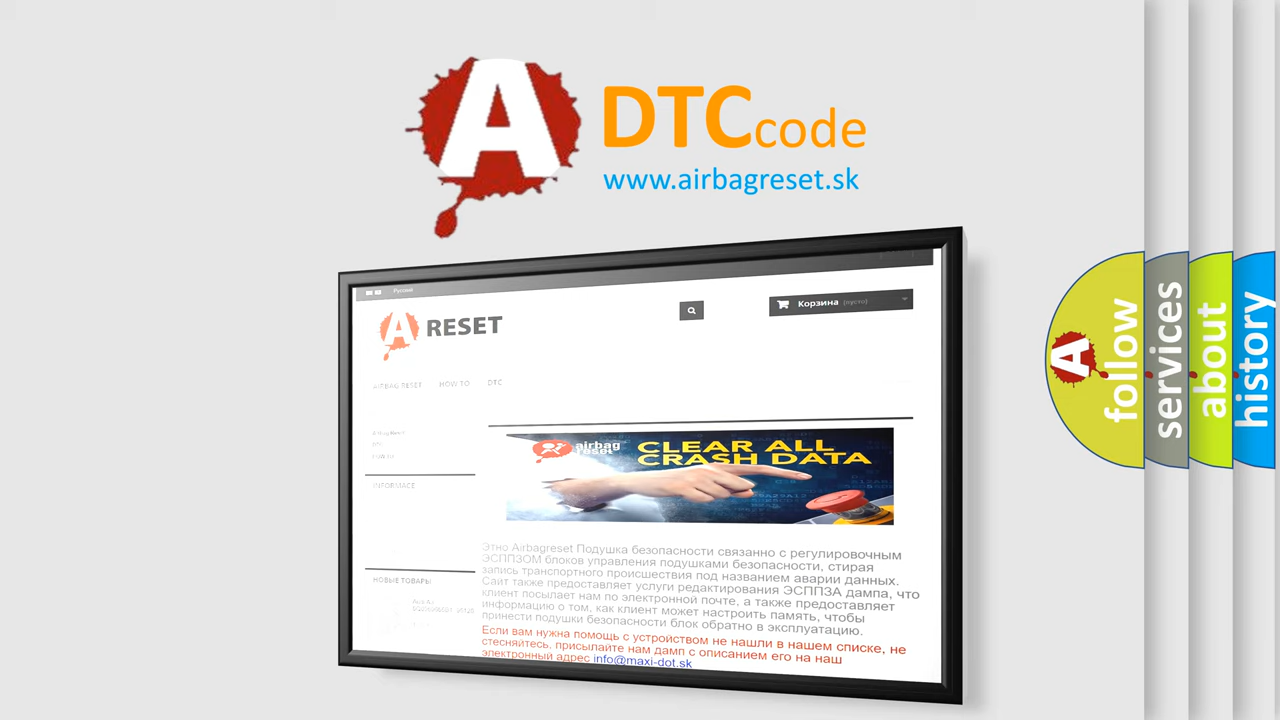 A
DTCcode
www.airbagreset.sk
Русский
A RESET
Корзина (пусто)
AIRBAG RESET HOW TO DTC
Airbag Reset
DTC
INFORMACE
airbag
reset
CLEAR ALL
CRASH DATA
Этно Airbagreset Подушка безопасности связанно с регулировочным
ЭСППЗОМ блоков управления подушками безопасности, стирая
запись транспортного происшествия под названием аварии данных.
Сайт также предоставляет услуги редактирования ЭСППЗА дампа, что
клиент посылает нам по электронной почте, а также предоставляет
информацию о том, как клиент может настроить память, чтобы
принести подушки безопасности блок обратно в эксплуатацию.
Если вам нужна помощь с устройством не нашли в нашем списке, не
стесняйтесь, присылайте нам дамп с описанием его на наш
электронный адрес info@maxi-dot.sk
НОВЫЕ ТОВАРЫ
A
follow
services
about
history